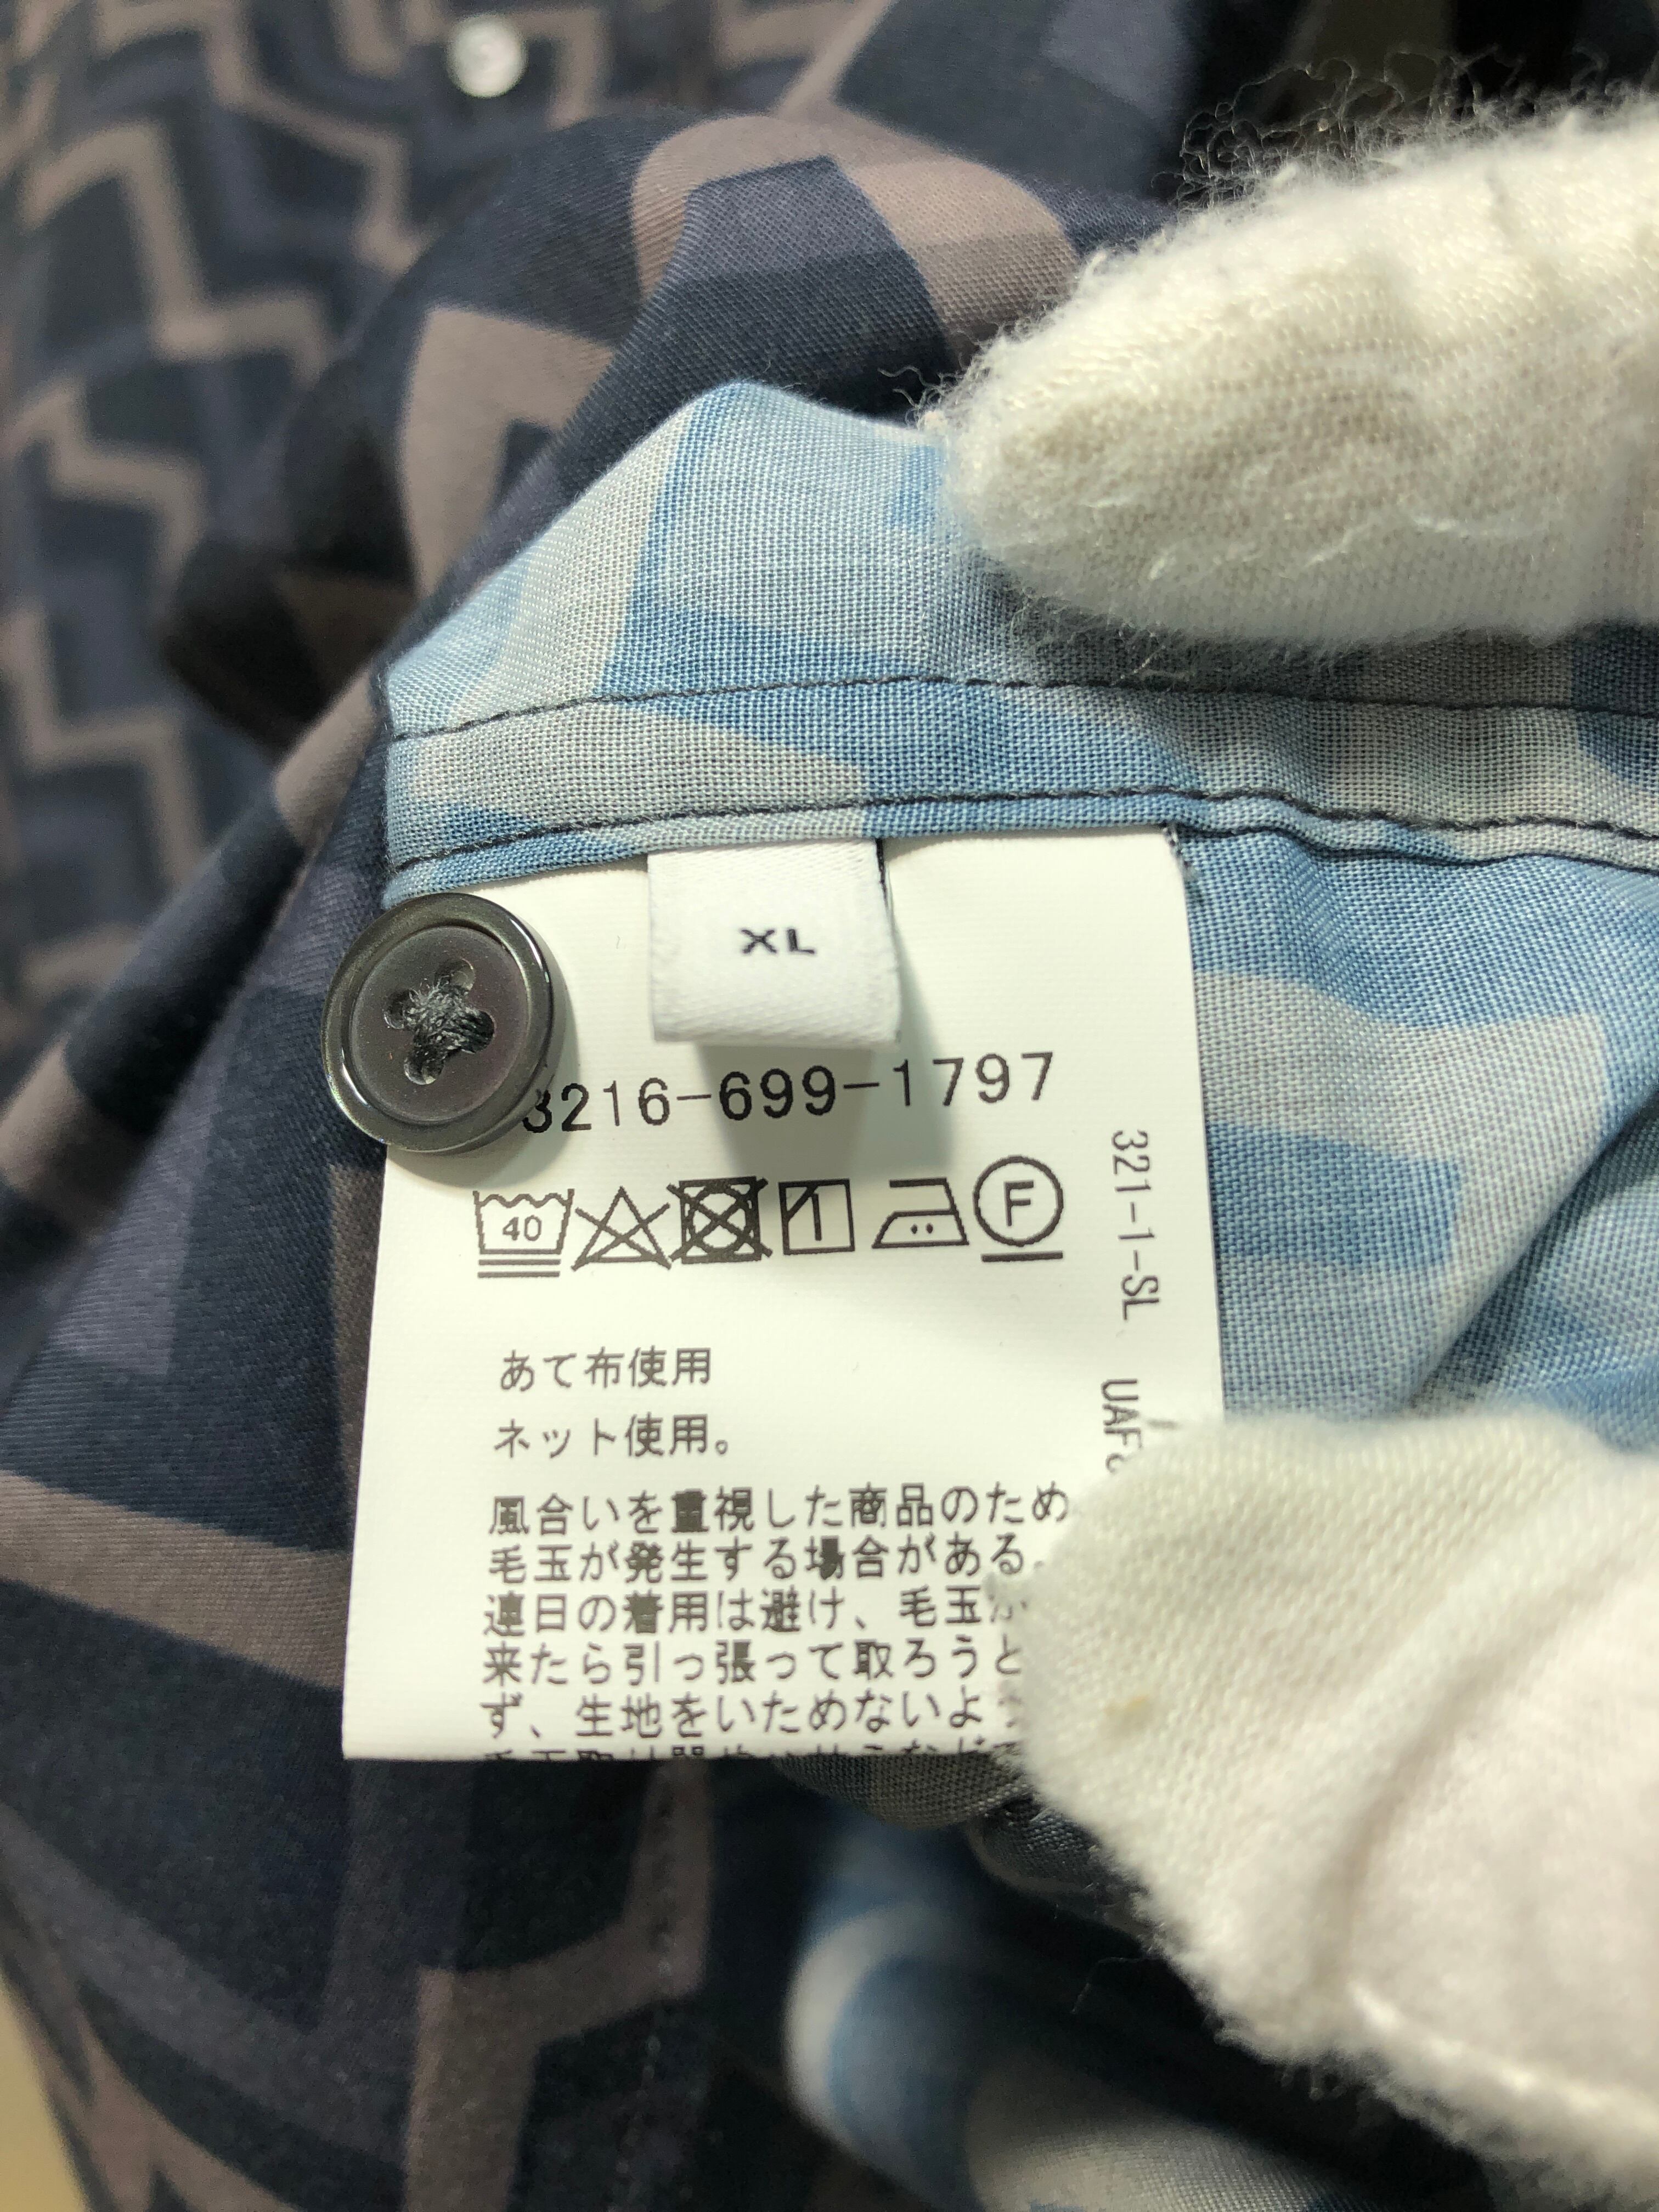 XL
3216-699-1797
40
F
321-1-SL
あて布使用
ネット使用。
風合いを重視した商品のため
毛玉が発生する場合がある。
連日の着用は避け、毛玉
来たら引っ張って取ろうと
ず、生地をいためないよ